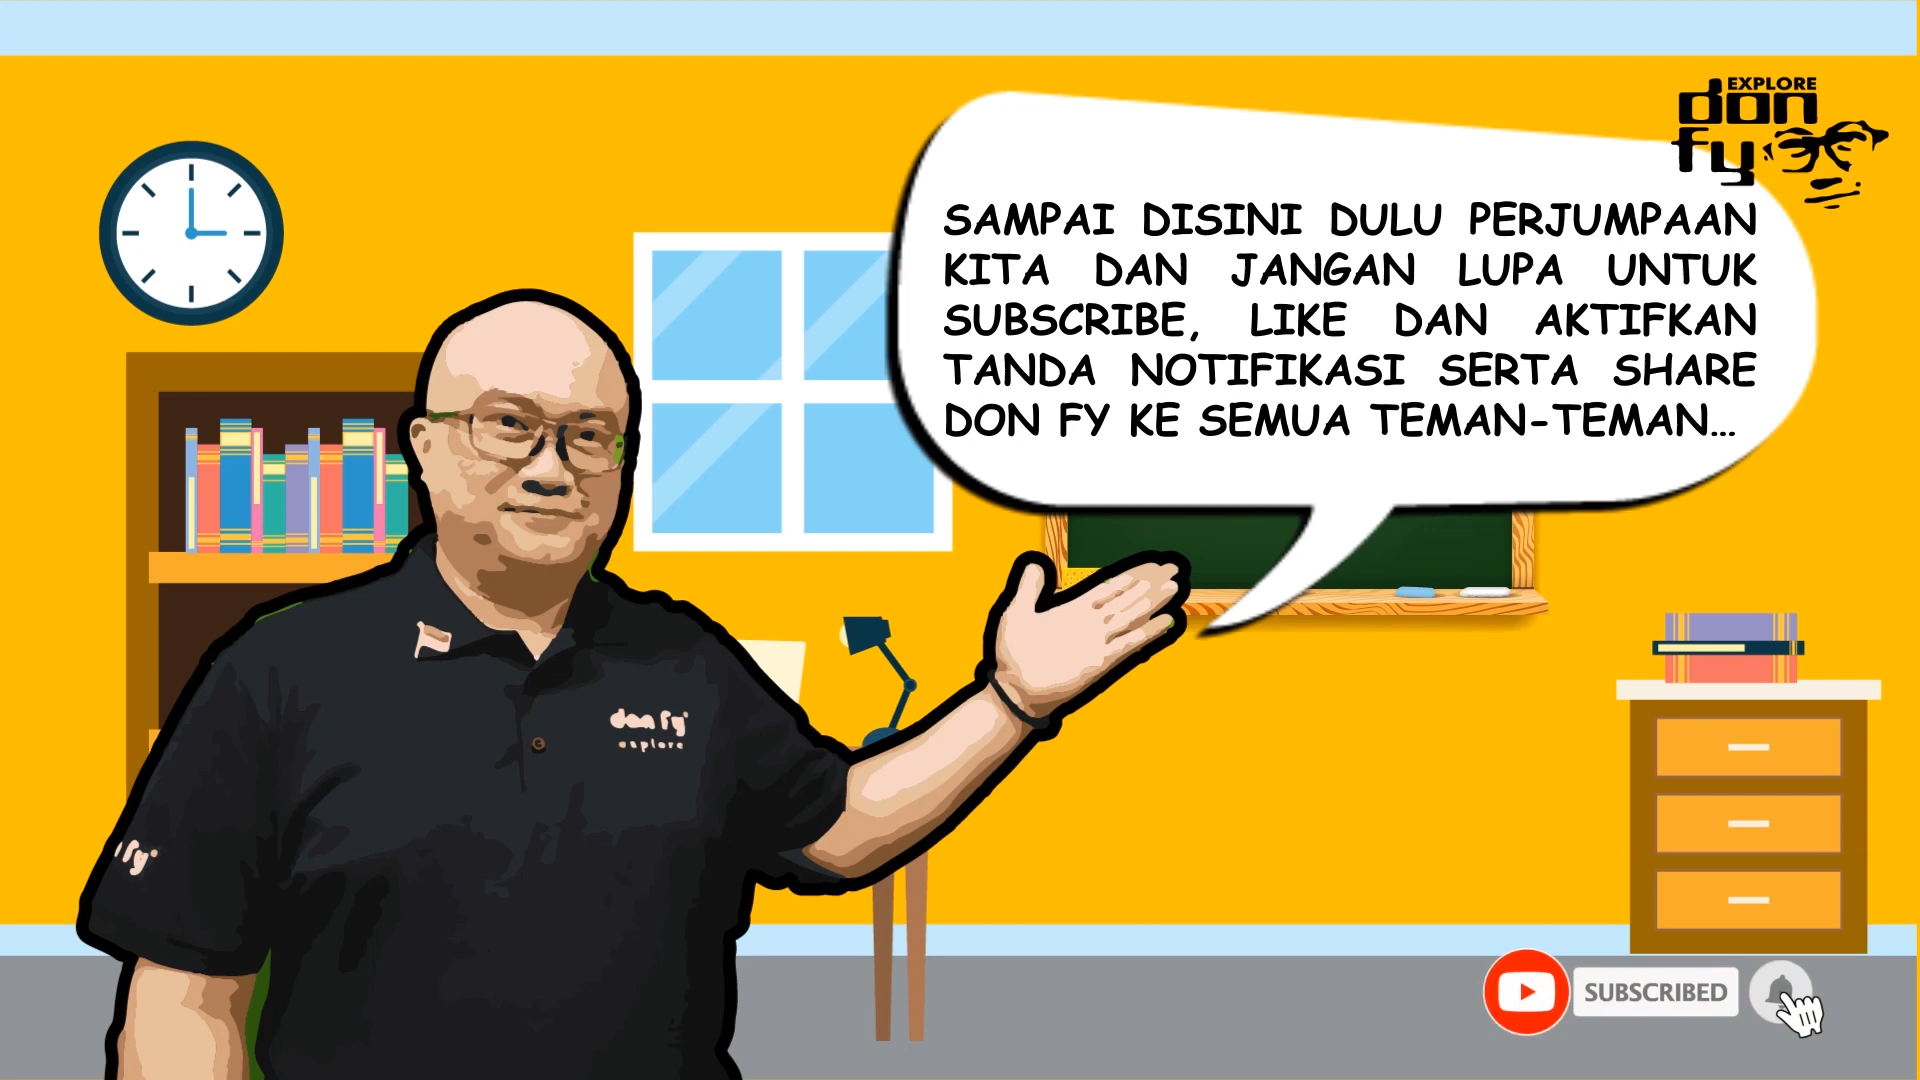 EXPLORE
don
fy
SAMPAI DISINI DULU PERJUMPAAN
KITA DAN JANGAN LUPA UNTUK
SUBSCRIBE, LIKE DAN AKTIFKAN
TANDA NOTIFIKASI SERTA SHARE
DON FY KE SEMUA TEMAN-TEMAN...
don fy
explore
fy
SUBSCRIBED